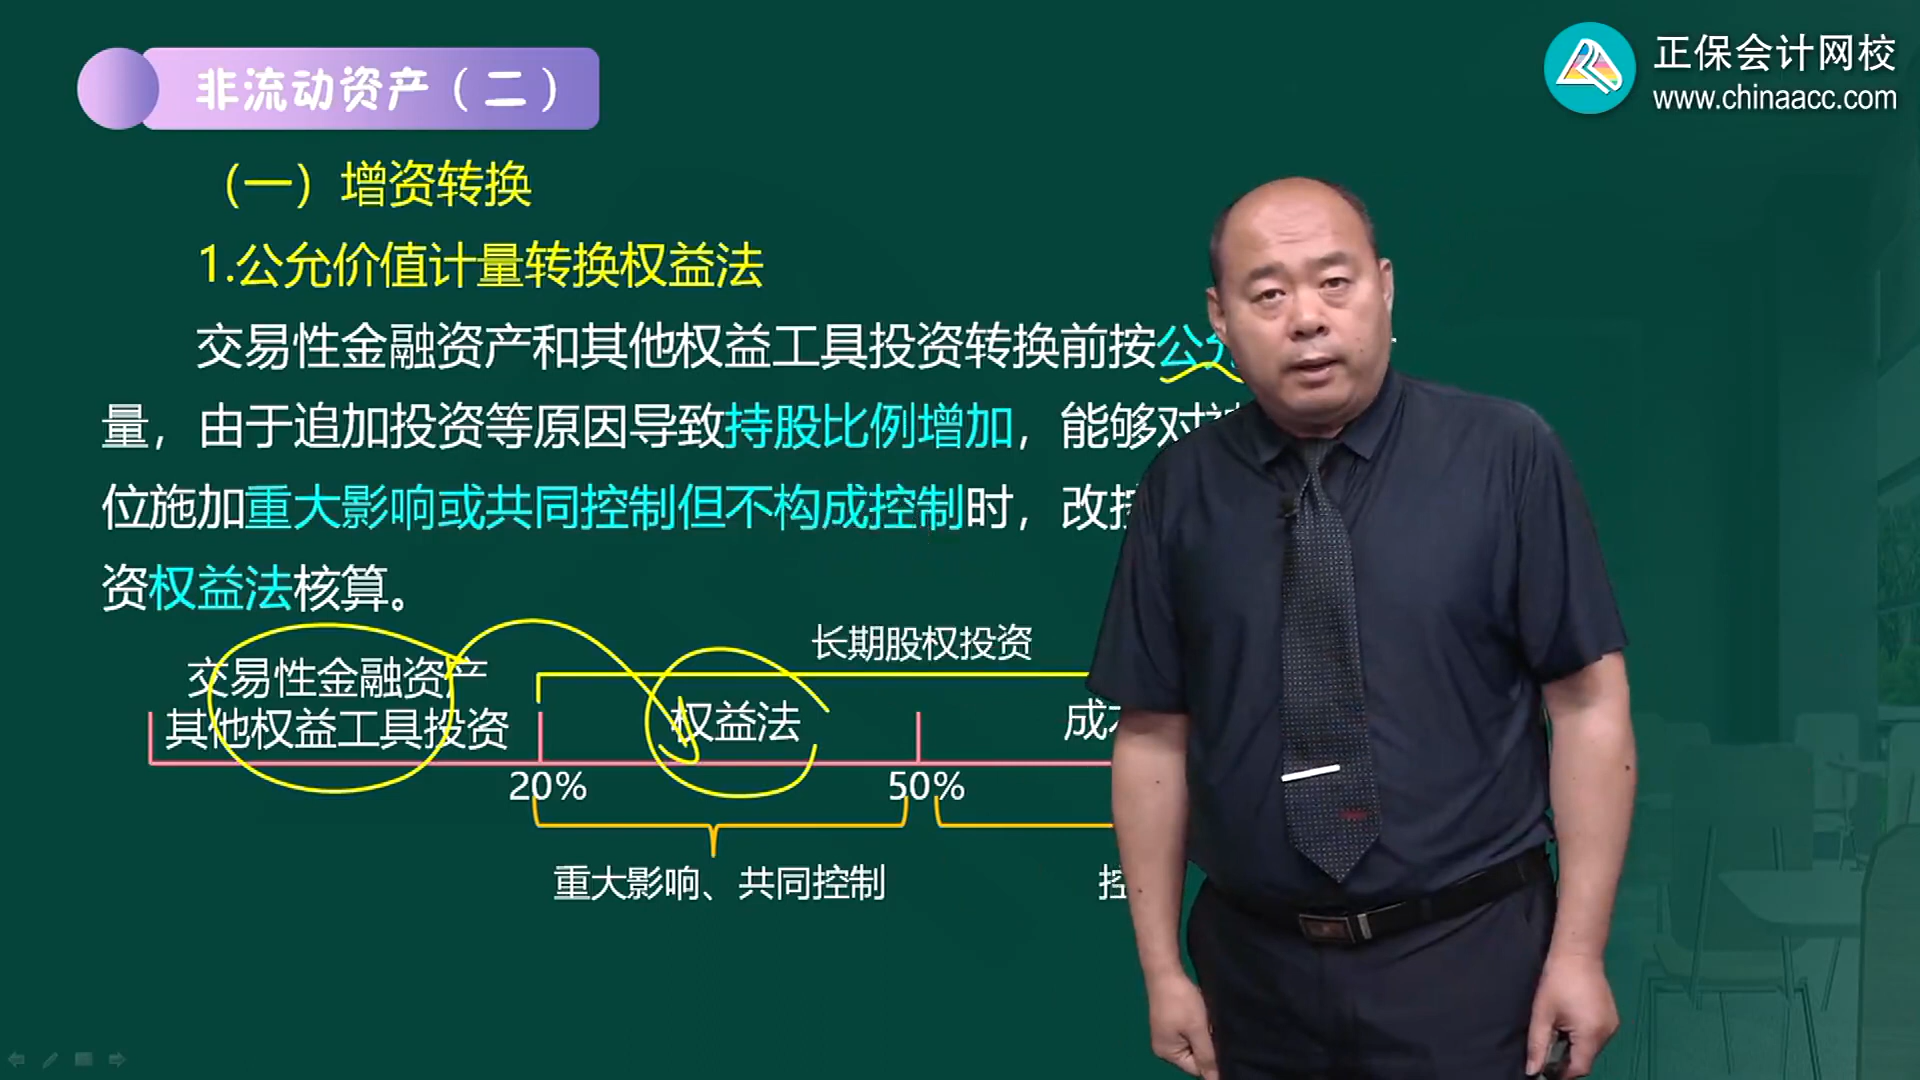 非流动资产（二）
正保会计网校
www.chinaacc.com
（一）增资转换
1.公允价值计量转换权益法
交易性金融资产和其他权益工具投资转换前按公
量，由于追加投资等原因导致持股比例增加，能够对
位施加重大影响或共同控制但不构成控制时，改按
资权益法核算。
长期股权投资
交易性金融资产
其他权益工具投资
权益法
成
20%
50%
重大影响、共同控制
控